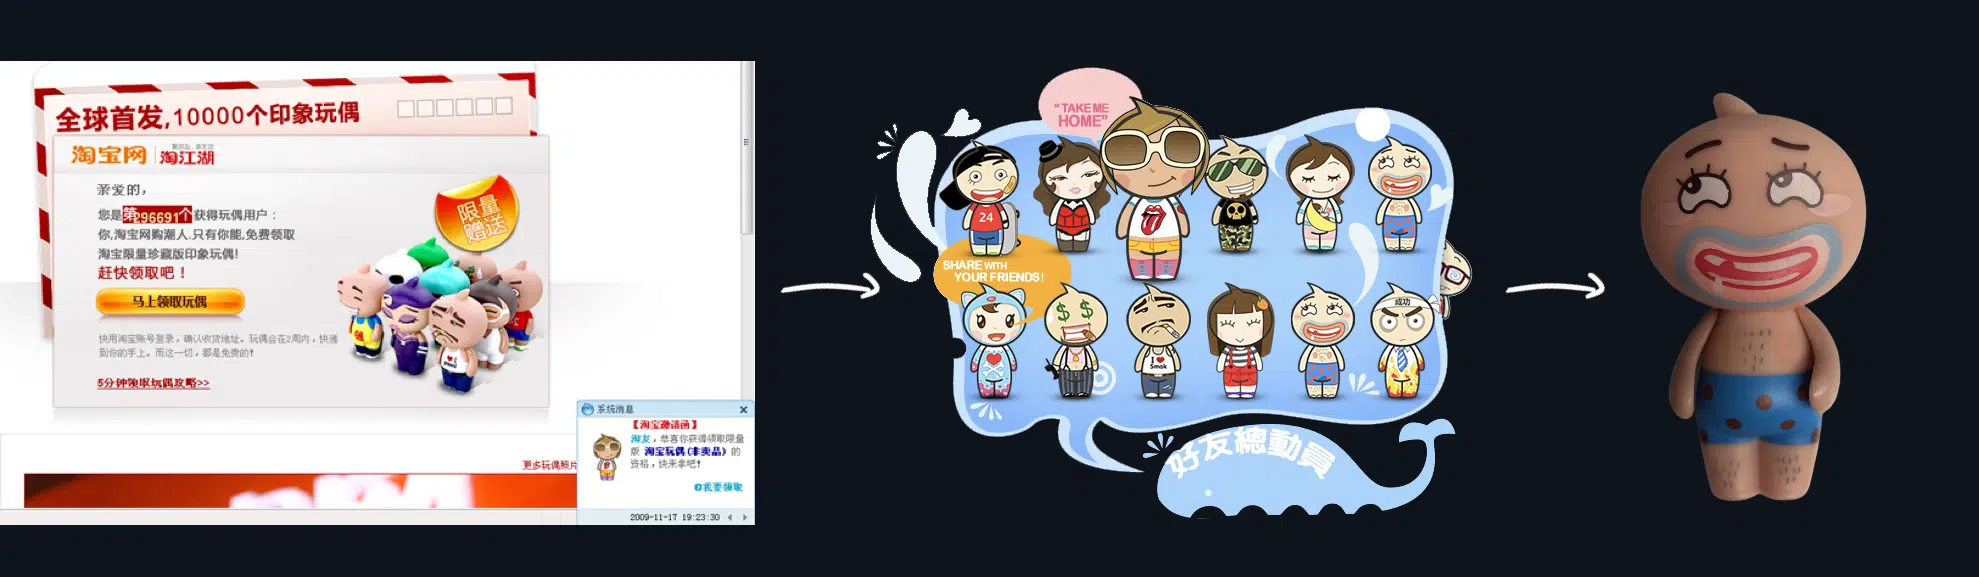 全球首发,10000个印象玩偶
淘宝网
淘江湖
亲爱的,
您是第296691个获得玩偶用户：
你,淘宝网购潮人.只有你能,免费领取
淘宝限量珍藏版印象玩偶!
赶快领取吧！
马上领取玩偶
快用淘宝账号登录，确认收货地址。玩偶会在2周内，快递
到你的手上。而这一切，都是免费的!
5分钟领取玩偶攻略>>
限量
赠送
更多玩偶照片
系统消息
【淘宝邀请函】
淘友，恭喜你获得领取限量
版 淘宝玩偶(非卖品) 的
资格，快来拿吧!
我要领取
2009-11-17 19:23:30
“TAKE ME
HOME”
24
SHARE WITH
YOUR FRIENDS!
成功
I ♥
Smok
好友總動員